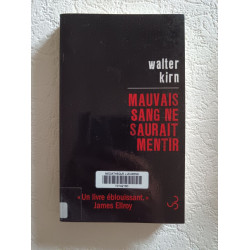 walter
kirn
MAUVAIS
SANG NE
SAURAIT
MENTIR
« Un livre éblouissant. »
James Ellroy